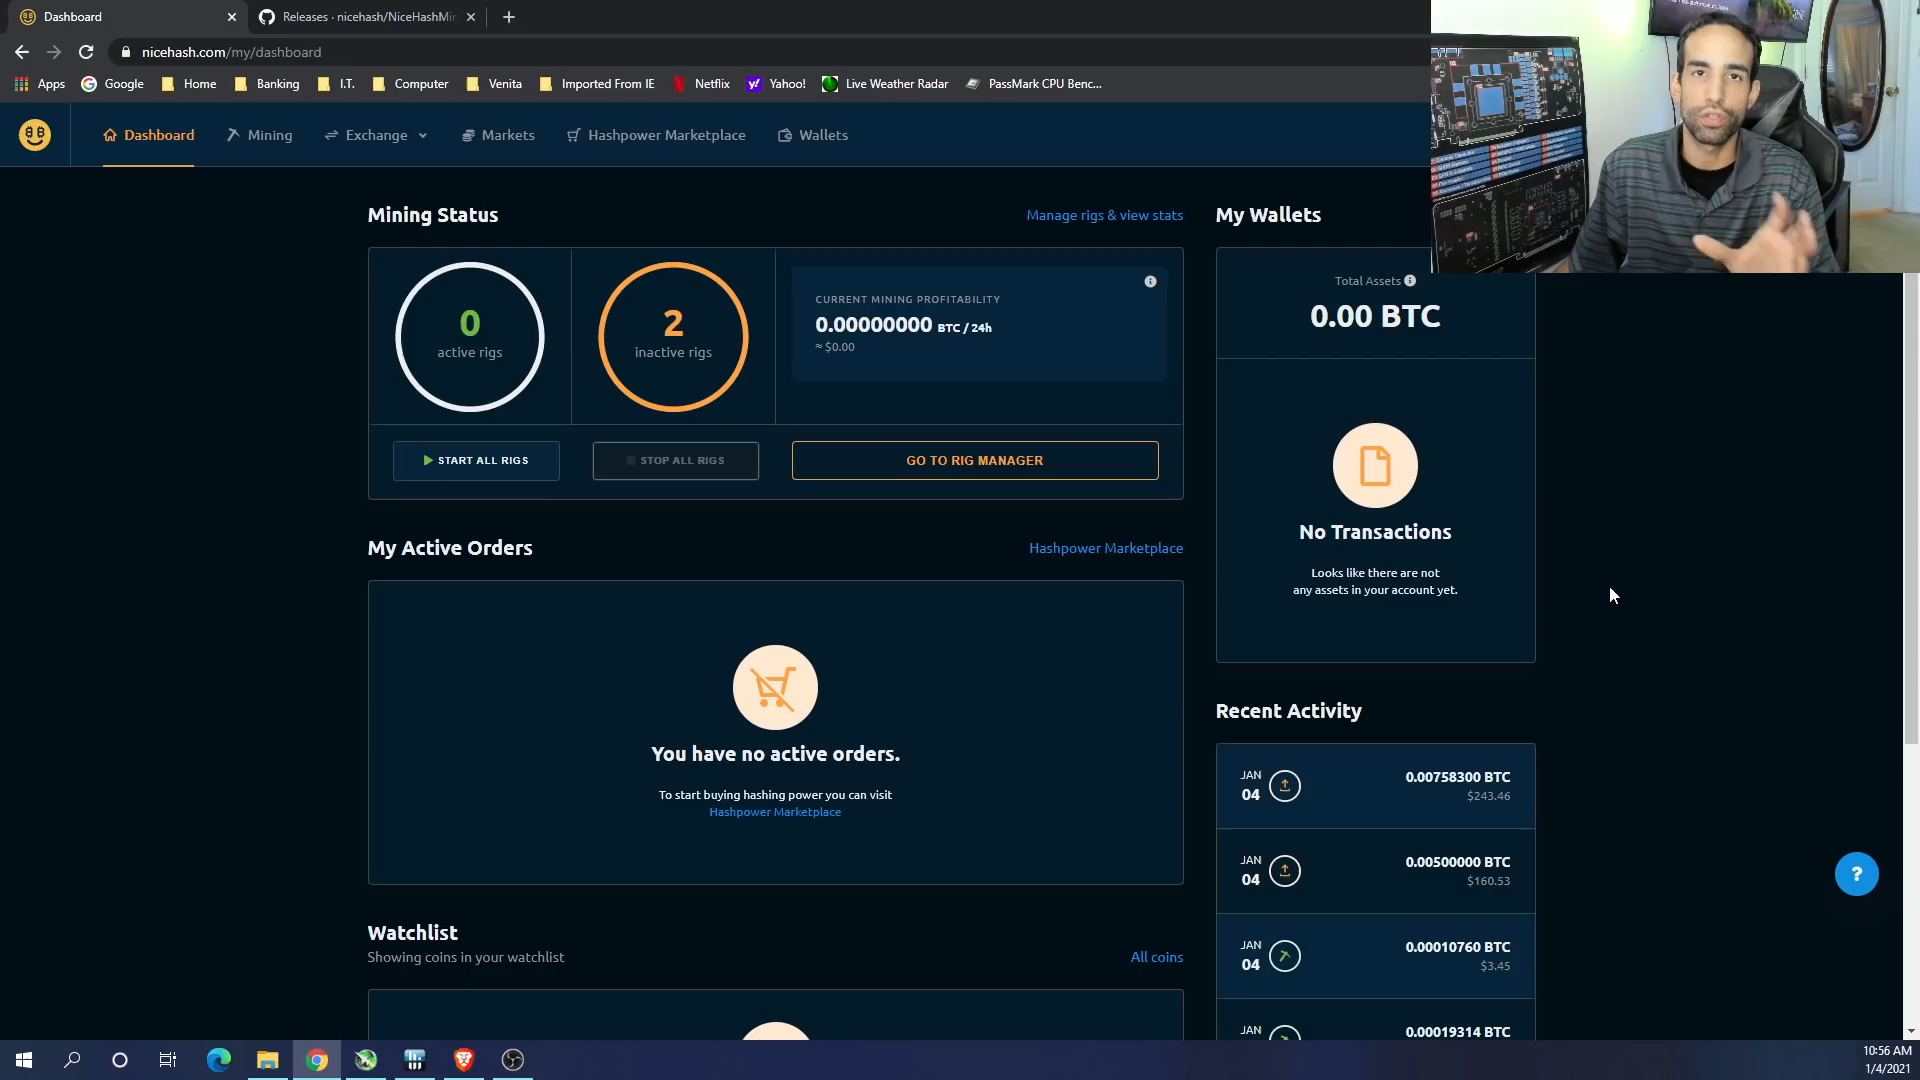 Dashboard
Releases · nicehash/NiceHashMin
nicehash.com/my/dashboard
Apps
Google
Home
Banking
I.T.
Computer
Venita
Imported From IE
Netflix
Yahoo!
Live Weather Radar
PassMark CPU Benc...
Dashboard
Mining
Exchange
Markets
Hashpower Marketplace
Wallets
Mining Status
Manage rigs & view stats
0
active rigs
2
inactive rigs
CURRENT MINING PROFITABILITY
0.00000000 BTC / 24h
≈ $0.00
START ALL RIGS
STOP ALL RIGS
GO TO RIG MANAGER
My Active Orders
Hashpower Marketplace
You have no active orders.
To start buying hashing power you can visit
Hashpower Marketplace
Watchlist
Showing coins in your watchlist
All coins
My Wallets
Total Assets
0.00 BTC
No Transactions
Looks like there are not
any assets in your account yet.
Recent Activity
JAN
04
0.00758300 BTC
$243.46
JAN
04
0.00500000 BTC
$160.53
JAN
04
0.00010760 BTC
$3.45
JAN
0.00019314 BTC
?
10:56 AM
1/4/2021